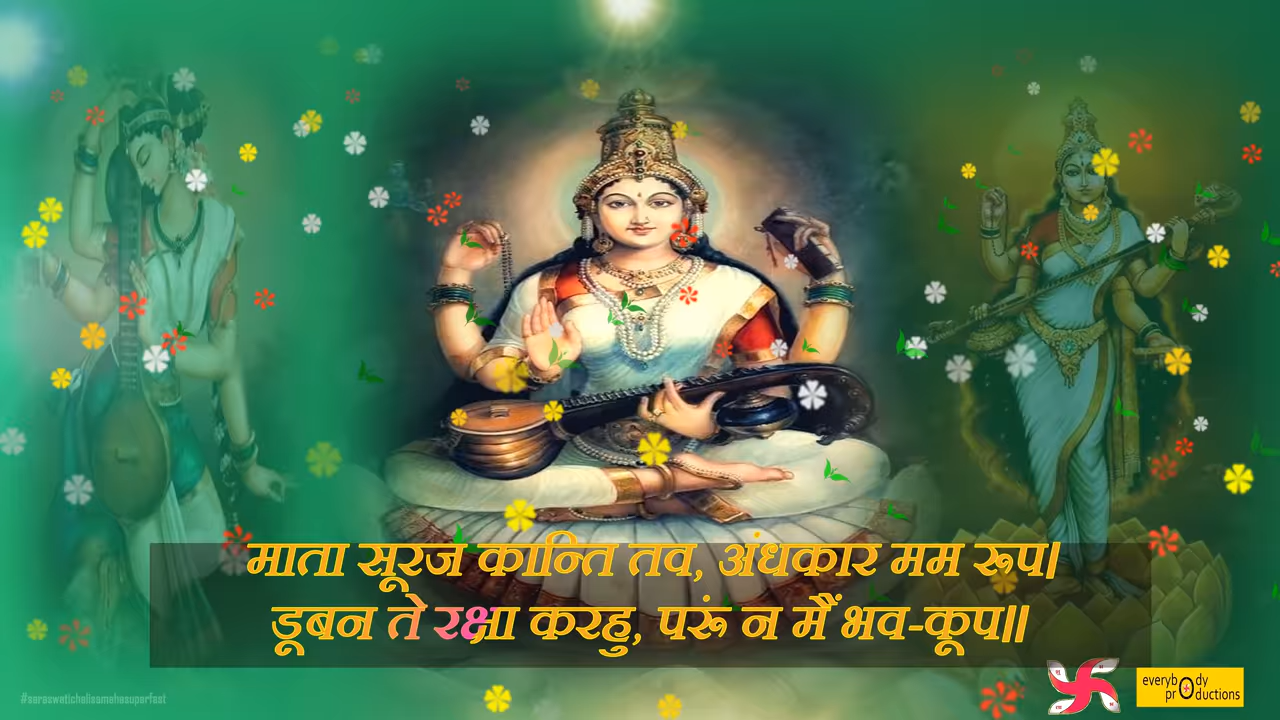 माता सूरज कान्ति तव, अंधकार मम रूप।
डूबन ते रक्षा करहु, परूं न मैं भव-कूप॥
#saraswatichalisamahasuperfast
everybody
productions